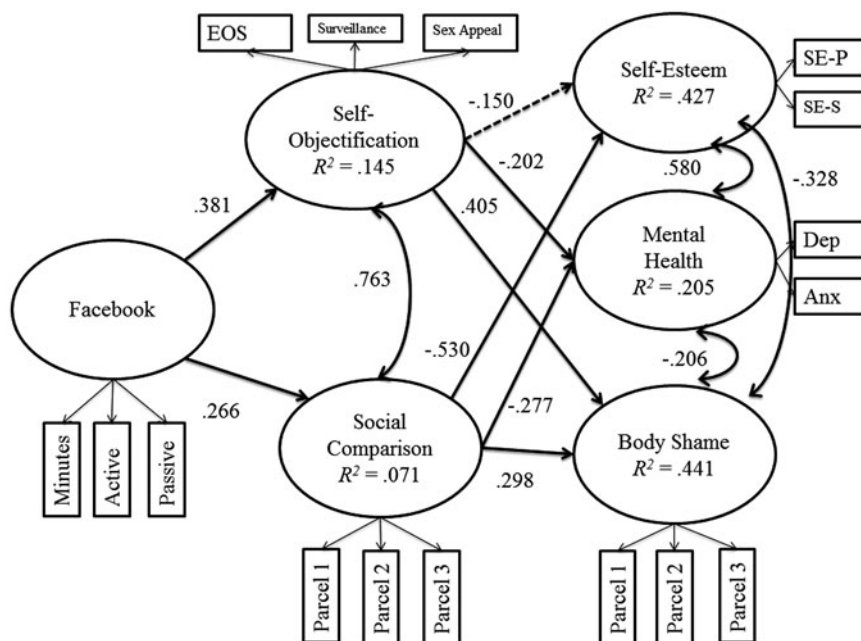 EOS
Surveillance
Sex Appeal
Self-
Objectification
R² = .145
Self-Esteem
R² = .427
SE-P
SE-S
-.150
-.202
.405
.580
-.328
.381
.763
Facebook
Mental
Health
R² = .205
Dep
Anx
-.530
-.206
.266
-.277
.298
Social
Comparison
R² = .071
Body Shame
R² = .441
Minutes
Active
Passive
Parcel 1
Parcel 2
Parcel 3
Parcel 1
Parcel 2
Parcel 3